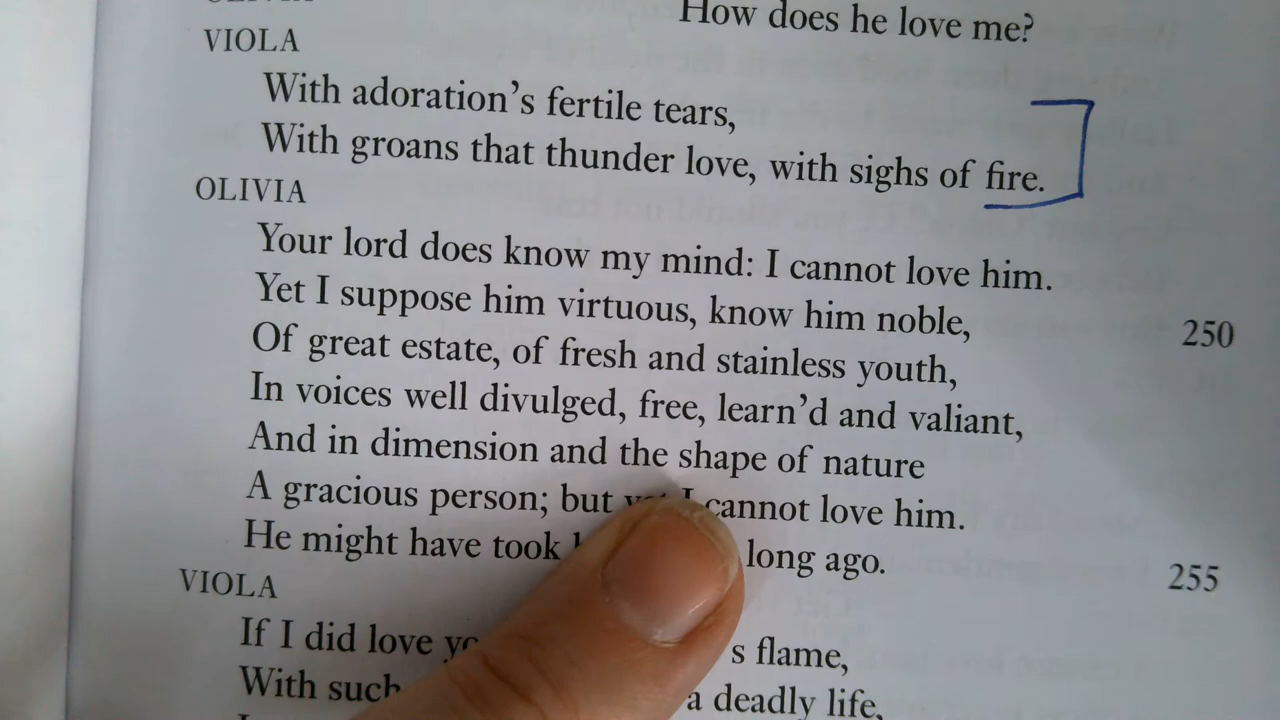 How does he love me?
VIOLA
With adoration's fertile tears,
With groans that thunder love, with sighs of fire.
OLIVIA
Your lord does know my mind: I cannot love him.
Yet I suppose him virtuous, know him noble, 250
Of great estate, of fresh and stainless youth,
In voices well divulged, free, learn'd and valiant,
And in dimension and the shape of nature
A gracious person; but I cannot love him.
He might have took long ago. 255
VIOLA
If I did love s flame,
With such a deadly life,